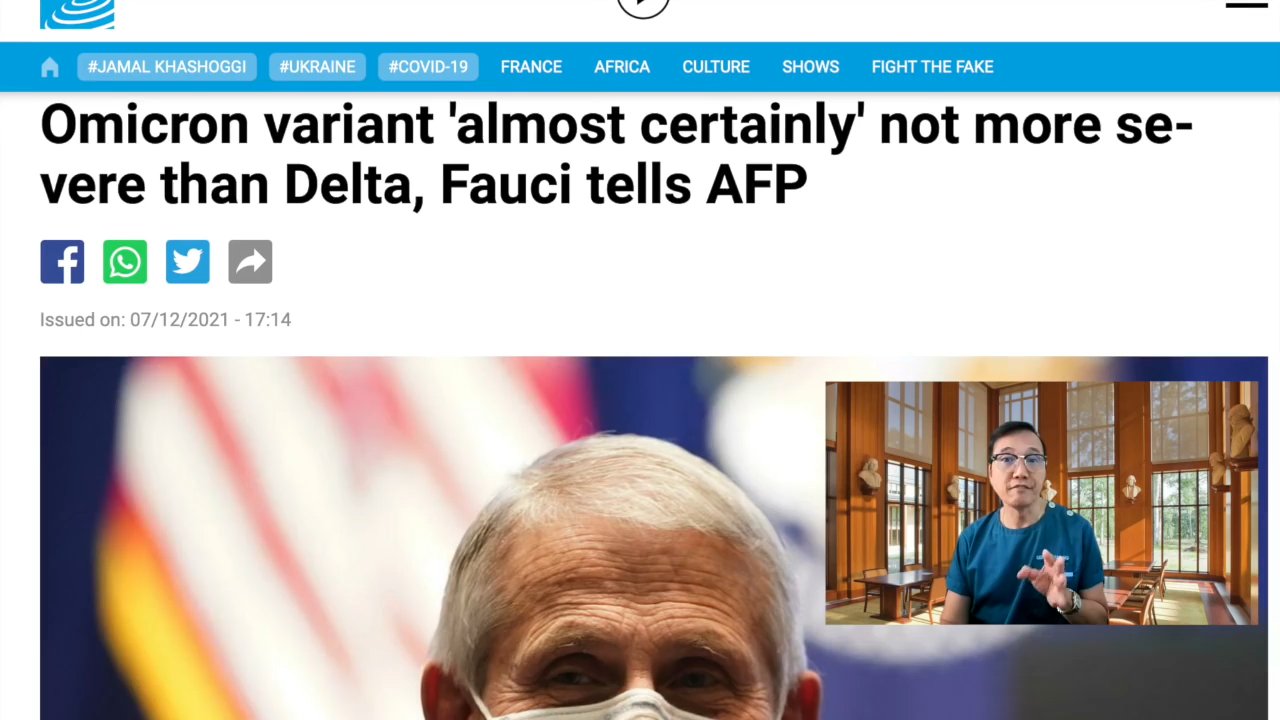 #JAMAL KHASHOGGI #UKRAINE #COVID-19 FRANCE AFRICA CULTURE SHOWS FIGHT THE FAKE
Omicron variant 'almost certainly' not more se-
vere than Delta, Fauci tells AFP
Issued on: 07/12/2021 - 17:14